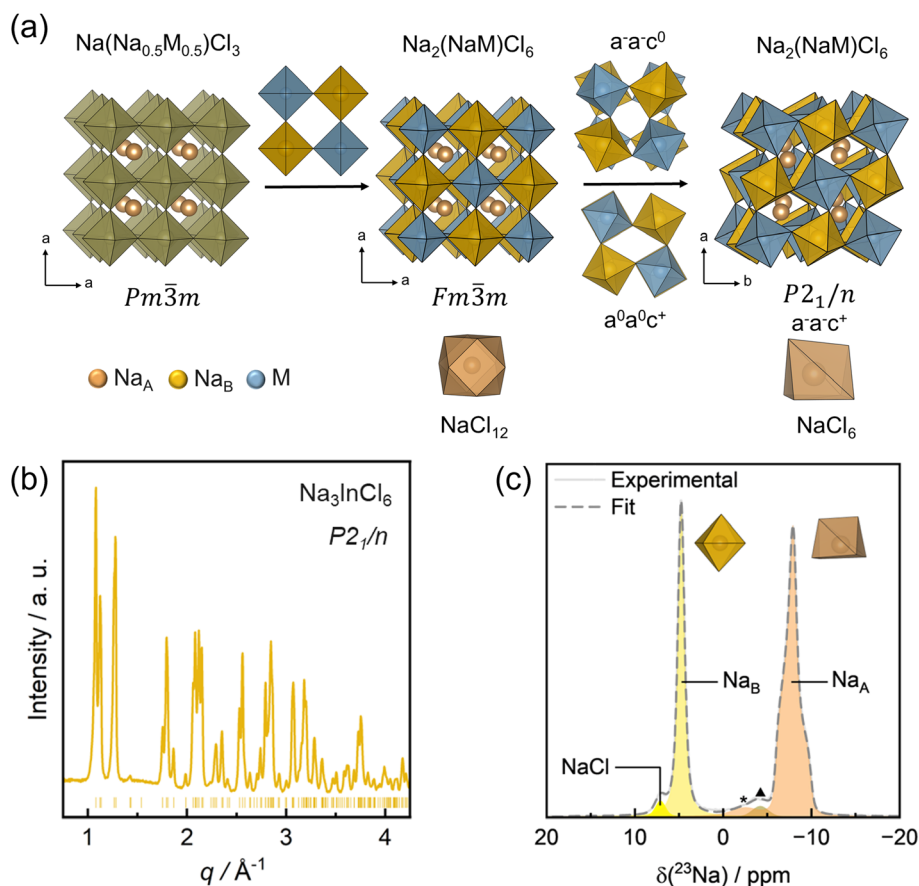 (a)
Na(Na0.5M0.5)Cl3
Na2(NaM)Cl6
a-a-c0
Na2(NaM)Cl6
a
a
a
a
a
b
Pm3̅m
Fm3̅m
a0a0c+
P21/n
a-a-c+
NaA
NaB
M
NaCl12
NaCl6
(b)
Na3InCl6
P21/n
Intensity / a. u.
1
2
3
4
q / Å-1
(c)
Experimental
Fit
NaB
NaA
NaCl
*
▲
20
10
0
-10
-20
δ(23Na) / ppm